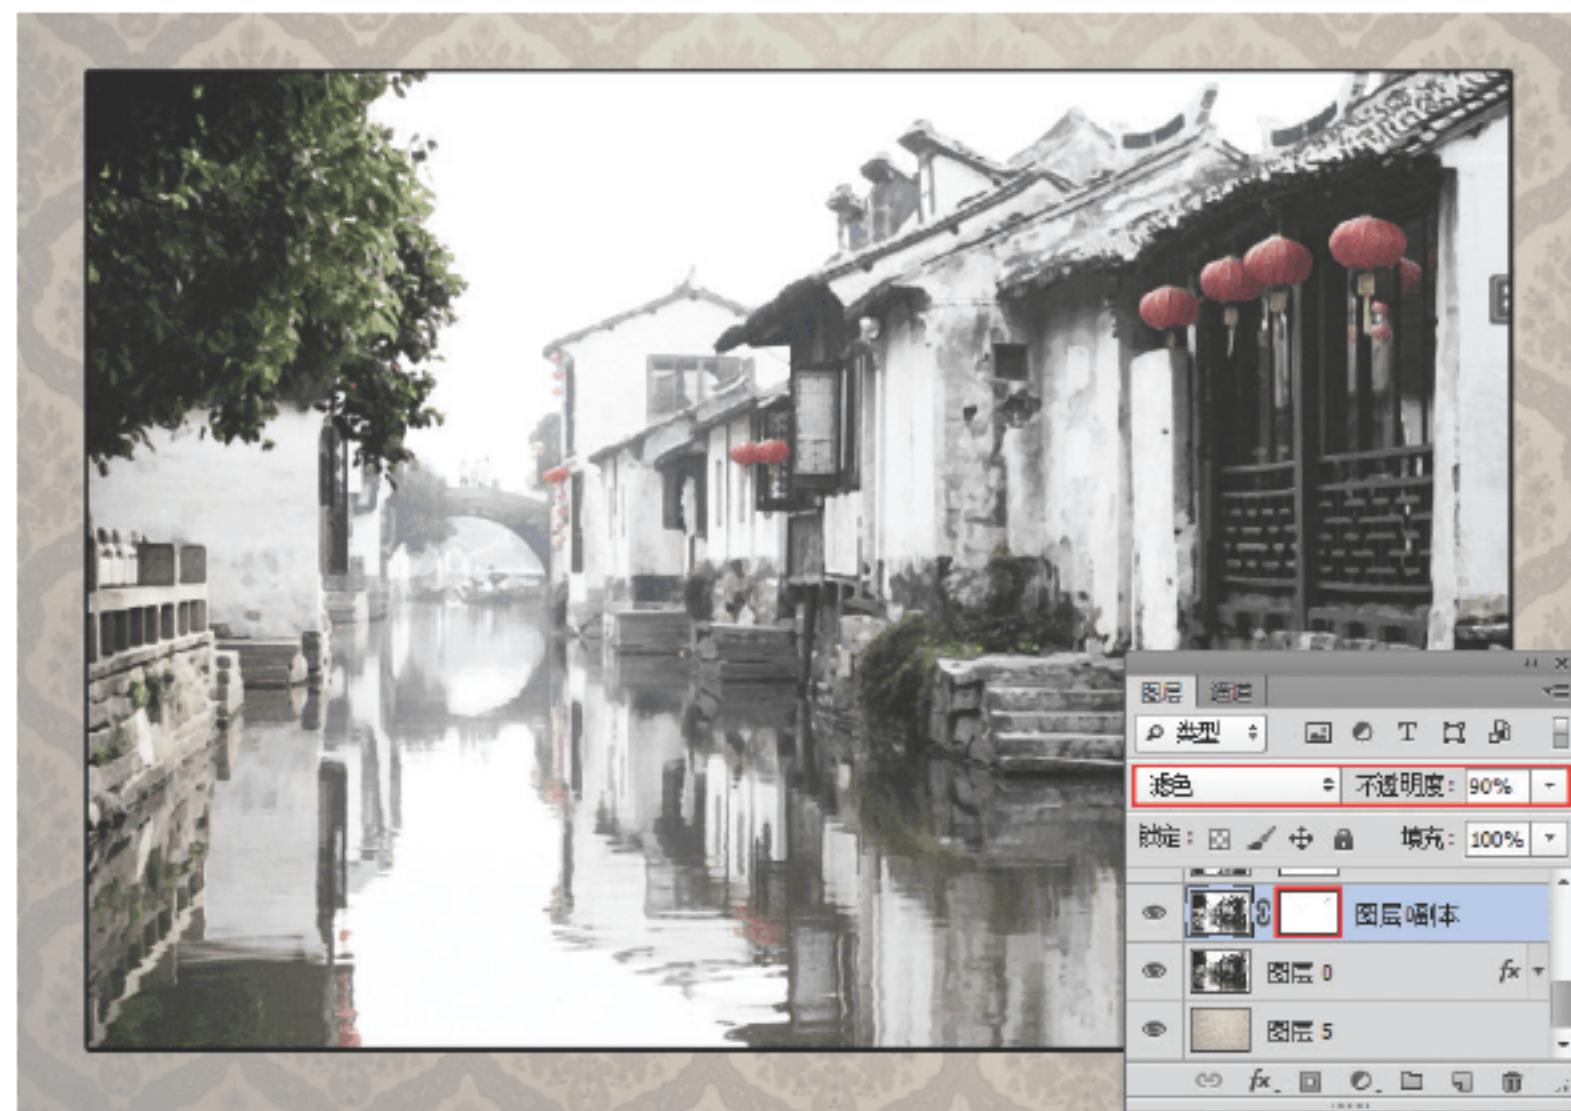 图层 通道
类型 T
滤色 不透明度: 90%
锁定: 填充: 100%
图层 0副本
图层 0 fx
图层 5
fx